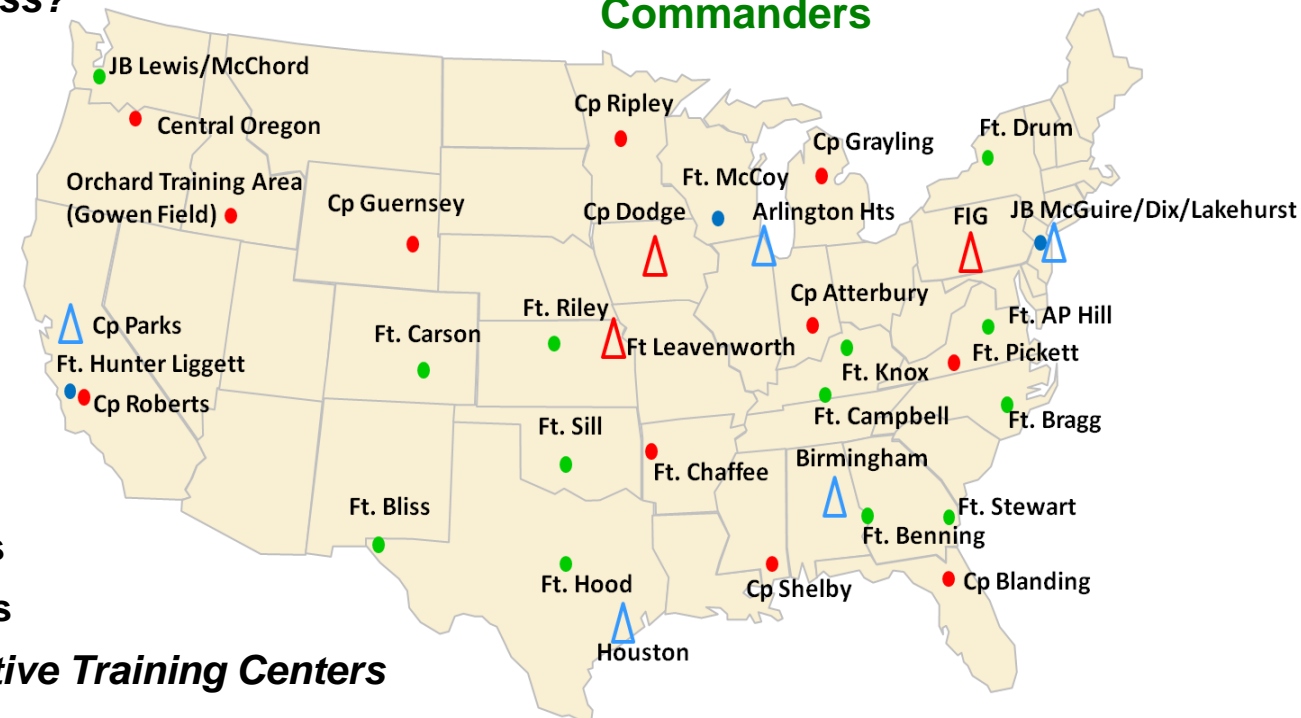 Commanders
JB Lewis/McChord
Central Oregon
Orchard Training Area
(Gowen Field)
Cp Guernsey
Cp Ripley
Ft. McCoy
Cp Dodge
Arlington Hts
Cp Grayling
Ft. Drum
FIG
JB McGuire/Dix/Lakehurst
Cp Parks
Ft. Hunter Liggett
Cp Roberts
Ft. Carson
Ft. Riley
Ft Leavenworth
Cp Atterbury
Ft. Knox
Ft. Campbell
Ft. AP Hill
Ft. Pickett
Ft. Bragg
Ft. Sill
Ft. Chaffee
Birmingham
Ft. Bliss
Ft. Hood
Houston
Cp Shelby
Ft. Benning
Ft. Stewart
Cp Blanding
Training Centers